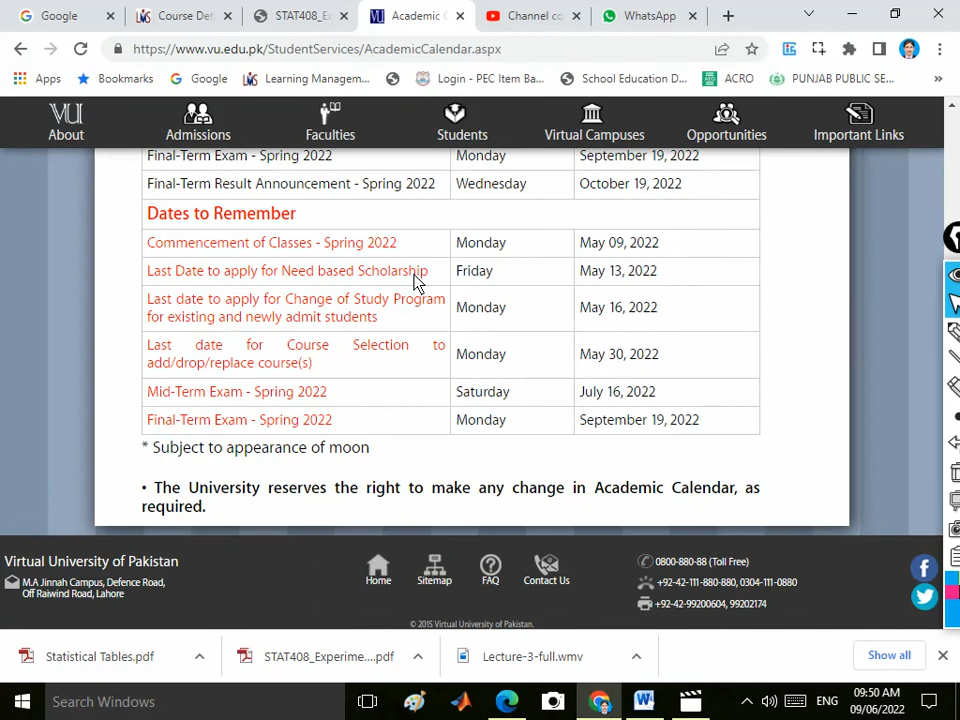 Google
Course Det
STAT408_E
Academic C
Channel co
WhatsApp
https://www.vu.edu.pk/StudentServices/AcademicCalendar.aspx
Apps
Bookmarks
Google
Learning Managem...
Login - PEC Item Ba...
School Education D...
ACRO
PUNJAB PUBLIC SE...
»
VU
About
Admissions
Faculties
Students
Virtual Campuses
Opportunities
Important Links
Final-Term Exam - Spring 2022 Monday September 19, 2022
Final-Term Result Announcement - Spring 2022 Wednesday October 19, 2022
Dates to Remember
Commencement of Classes - Spring 2022 Monday May 09, 2022
Last Date to apply for Need based Scholarship Friday May 13, 2022
Last date to apply for Change of Study Program
for existing and newly admit students Monday May 16, 2022
Last date for Course Selection to
add/drop/replace course(s) Monday May 30, 2022
Mid-Term Exam - Spring 2022 Saturday July 16, 2022
Final-Term Exam - Spring 2022 Monday September 19, 2022
* Subject to appearance of moon
• The University reserves the right to make any change in Academic Calendar, as
required.
Virtual University of Pakistan
M.A Jinnah Campus, Defence Road,
Off Raiwind Road, Lahore
Home
Sitemap
FAQ
Contact Us
0800-880-88 (Toll Free)
+92-42-111-880-880, 0304-111-0880
+92-42-99200604, 99202174
© 2015 Virtual University of Pakistan.
Statistical Tables.pdf
STAT408_Experime....pdf
Lecture-3-full.wmv
Show all
Search Windows
ENG
09:50 AM
09/06/2022